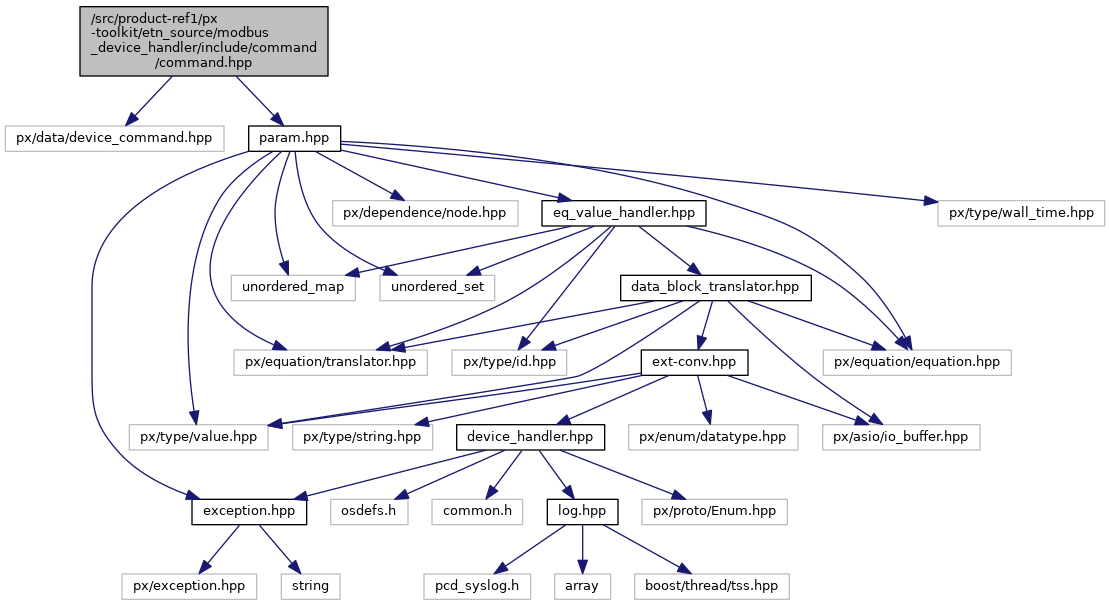 /src/product-ref1/px
-toolkit/etn_source/modbus
_device_handler/include/command
/command.hpp
px/data/device_command.hpp
param.hpp
px/dependence/node.hpp
eq_value_handler.hpp
px/type/wall_time.hpp
unordered_map
unordered_set
data_block_translator.hpp
px/equation/translator.hpp
px/type/id.hpp
ext-conv.hpp
px/equation/equation.hpp
px/type/value.hpp
px/type/string.hpp
device_handler.hpp
px/enum/datatype.hpp
px/asio/io_buffer.hpp
exception.hpp
osdefs.h
common.h
log.hpp
px/proto/Enum.hpp
px/exception.hpp
string
pcd_syslog.h
array
boost/thread/tss.hpp